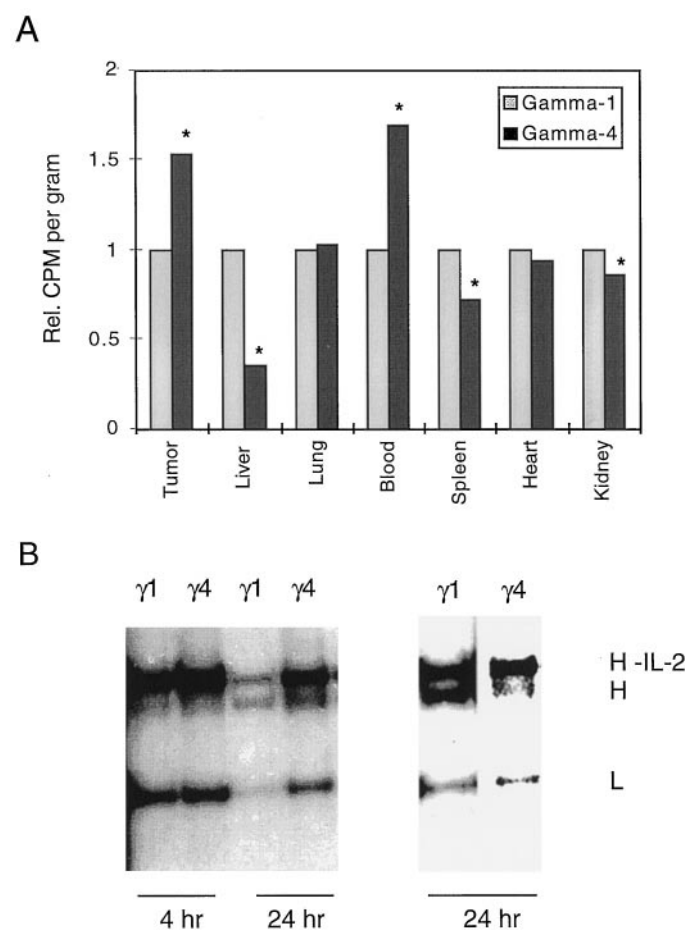 A
Rel. CPM per gram
2
1.5
1
0.5
0
Gamma-1
Gamma-4
*
*
*
*
*
Tumor
Liver
Lung
Blood
Spleen
Heart
Kidney
B
γ1 γ4 γ1 γ4
γ1 γ4
H -IL-2
H
L
4 hr 24 hr
24 hr